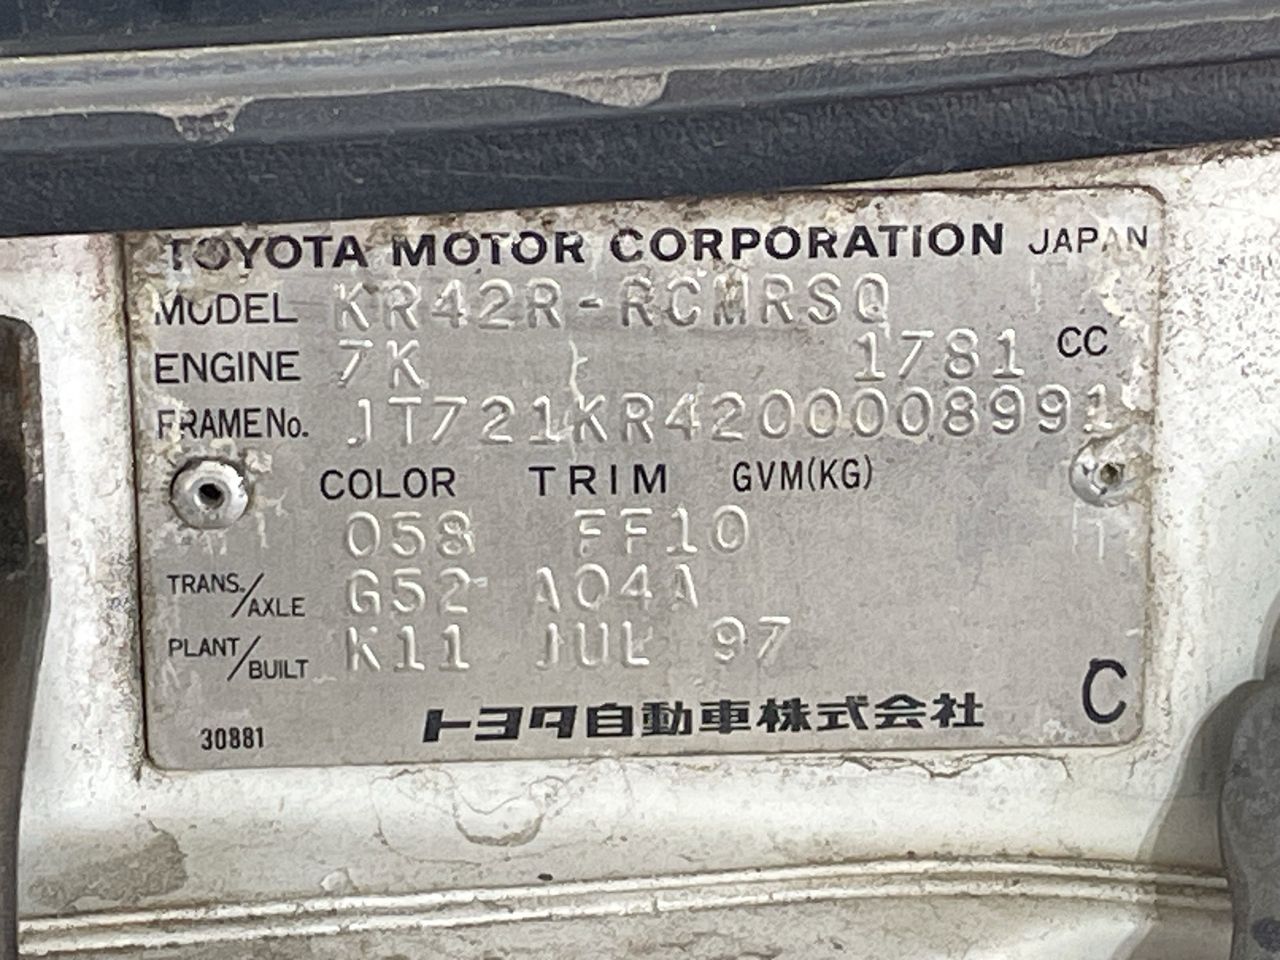 TOYOTA MOTOR CORPORATION JAPAN
MODEL KR42R-RCMRSQ
ENGINE 7K 1781 CC
FRAME No. JT721KR4200008991
COLOR TRIM GVM(KG)
058 FF10
TRANS./AXLE G52 A04A
PLANT/BUILT K11 JUL 97
30881 トヨタ自動車株式会社 C